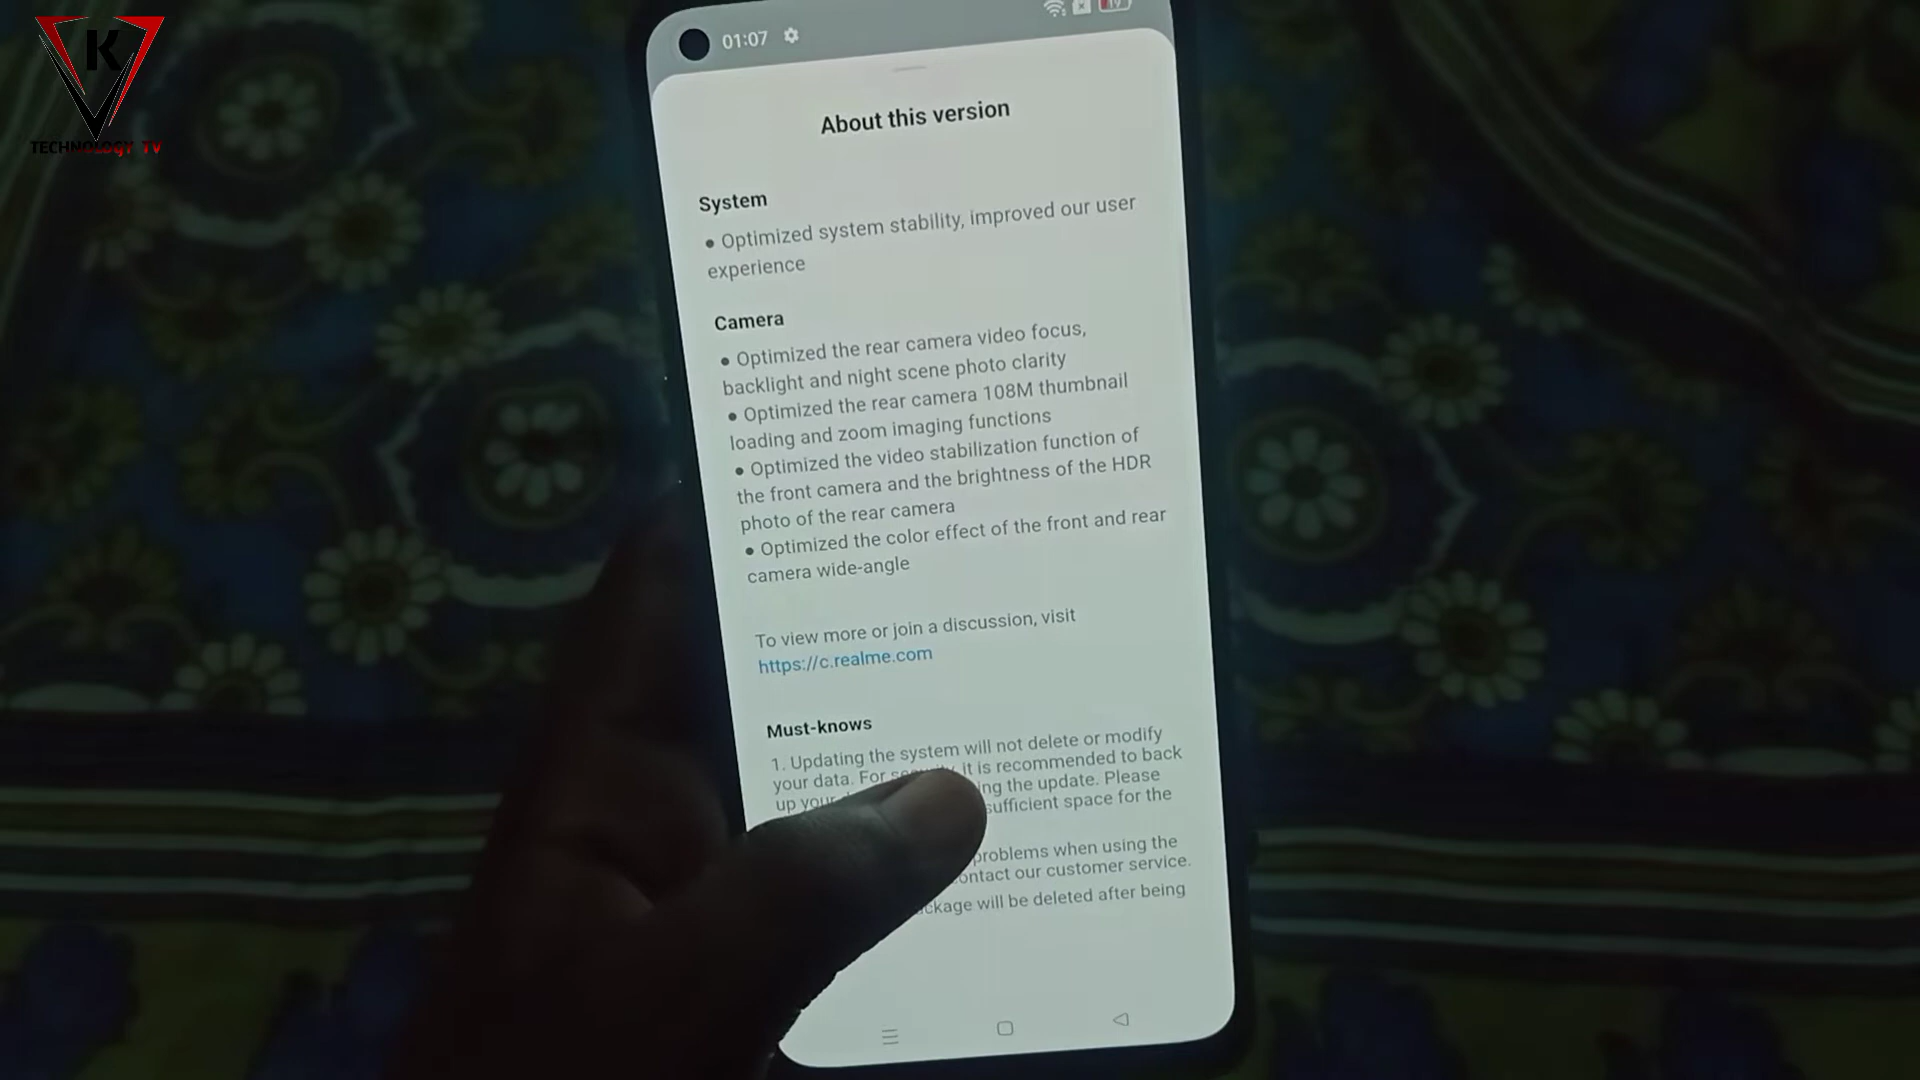 K
TECHNOLOGY TV
01:07
19
About this version
System
• Optimized system stability, improved our user
experience
Camera
• Optimized the rear camera video focus,
backlight and night scene photo clarity
• Optimized the rear camera 108M thumbnail
loading and zoom imaging functions
• Optimized the video stabilization function of
the front camera and the brightness of the HDR
photo of the rear camera
• Optimized the color effect of the front and rear
camera wide-angle
To view more or join a discussion, visit
https://c.realme.com
Must-knows
1. Updating the system will not delete or modify
your data. For it is recommended to back
up your the update. Please
sufficient space for the
problems when using the
our customer service.
will be deleted after being